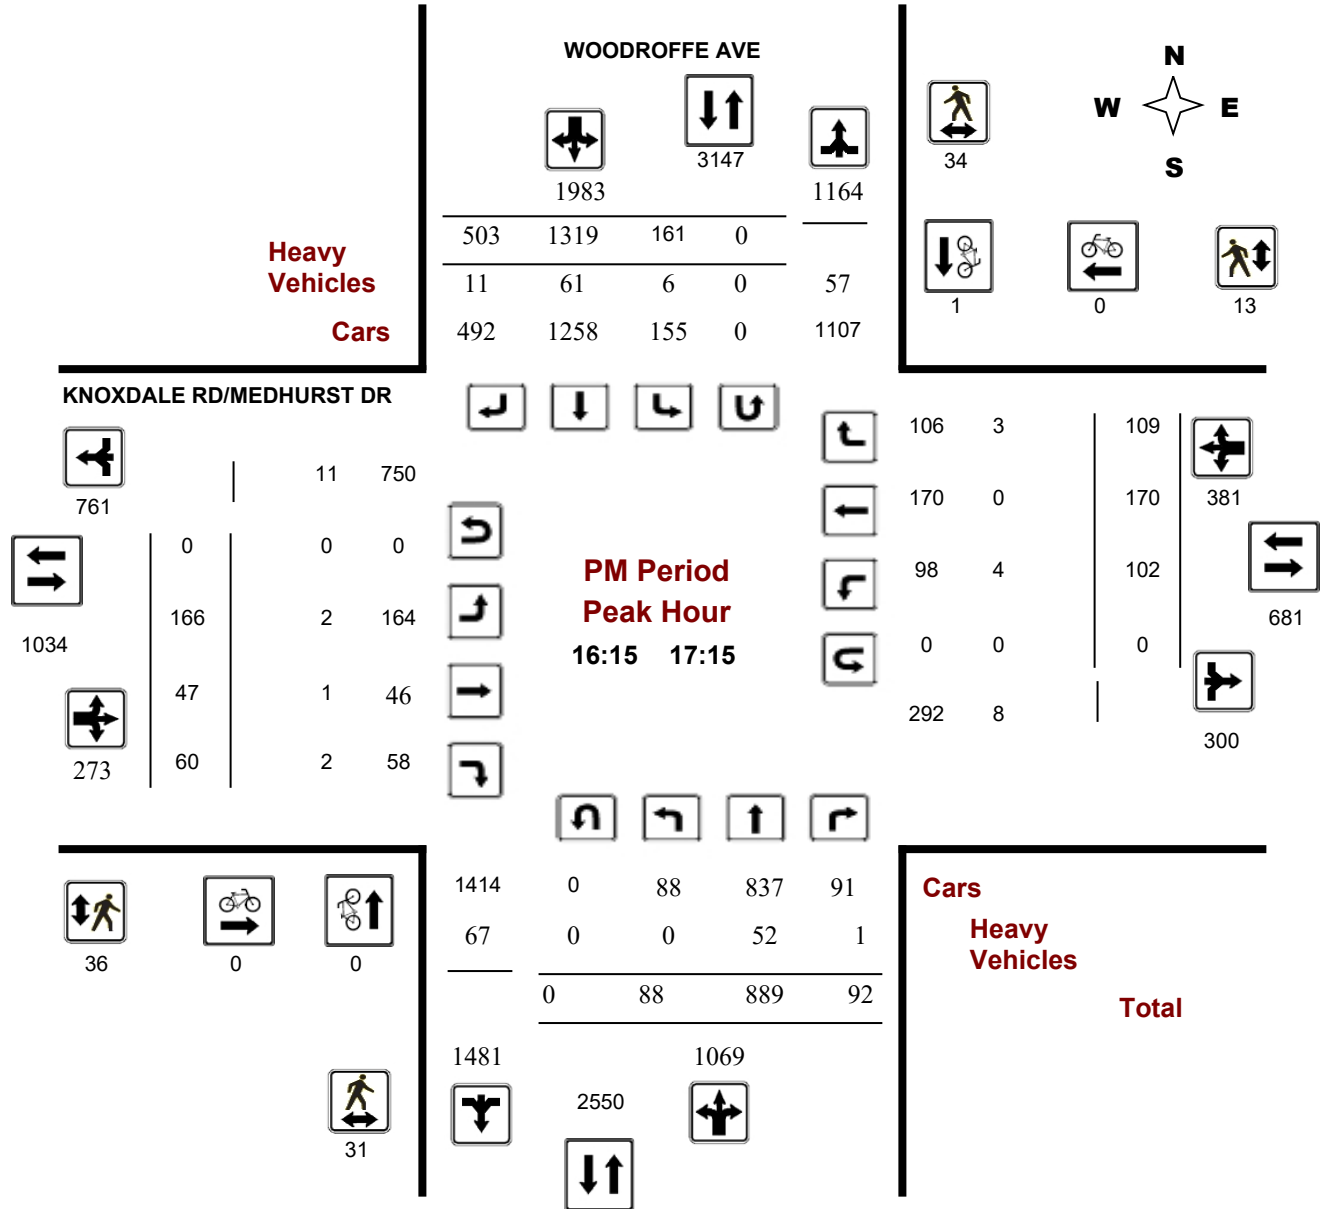 WOODROFFE AVE
N
W E
S
3147
34
1983 1164
503 1319 161 0
Heavy
Vehicles
11 61 6 0 57
1 0 13
Cars
492 1258 155 0 1107
KNOXDALE RD/MEDHURST DR
106 3 109
11 750
761
170 0 170 381
0 0 0
PM Period
98 4 102
166 2 164
Peak Hour
681
1034
16:15 17:15
0 0 0
47 1 46
292 8
300
273 60 2 58
1414 0 88 837 91
Cars
67 0 0 52 1
Heavy
Vehicles
36 0 0
0 88 889 92
Total
1481 1069
2550
31